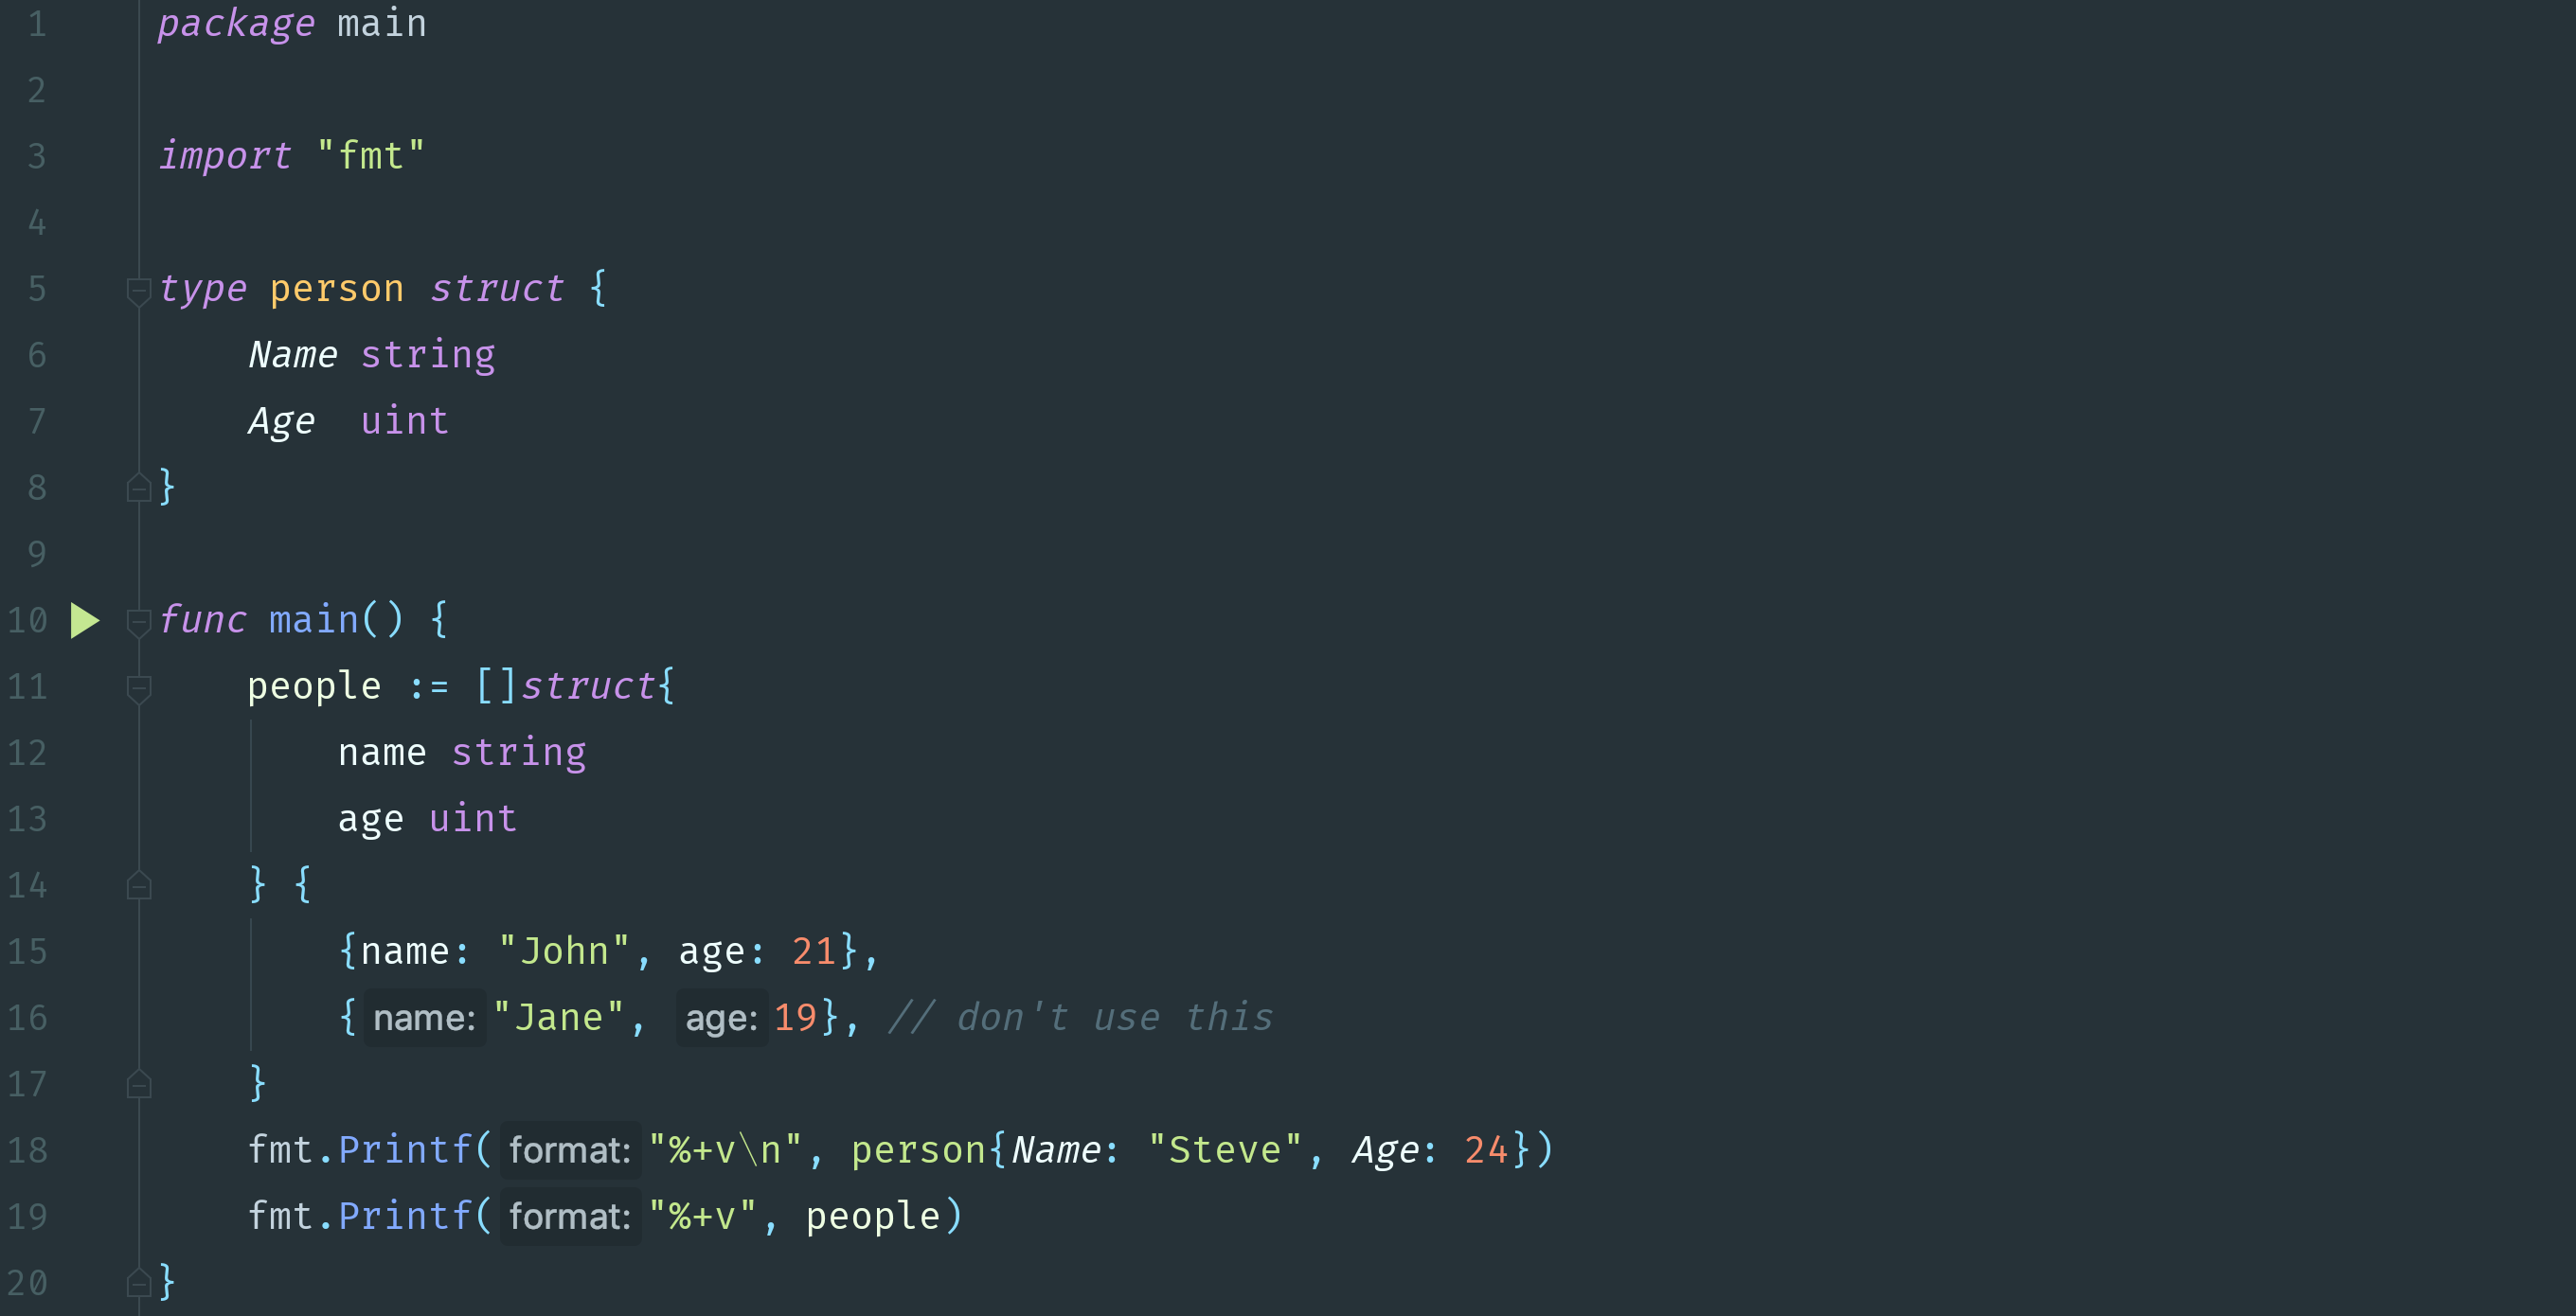 1 package main
2
3 import "fmt"
4
5 type person struct {
6     Name string
7     Age  uint
8 }
9
10 func main() {
11     people := []struct{
12         name string
13         age uint
14     } {
15         {name: "John", age: 21},
16         { name: "Jane", age: 19}, // don't use this
17     }
18     fmt.Printf( format: "%+v\n", person{Name: "Steve", Age: 24})
19     fmt.Printf( format: "%+v", people)
20 }